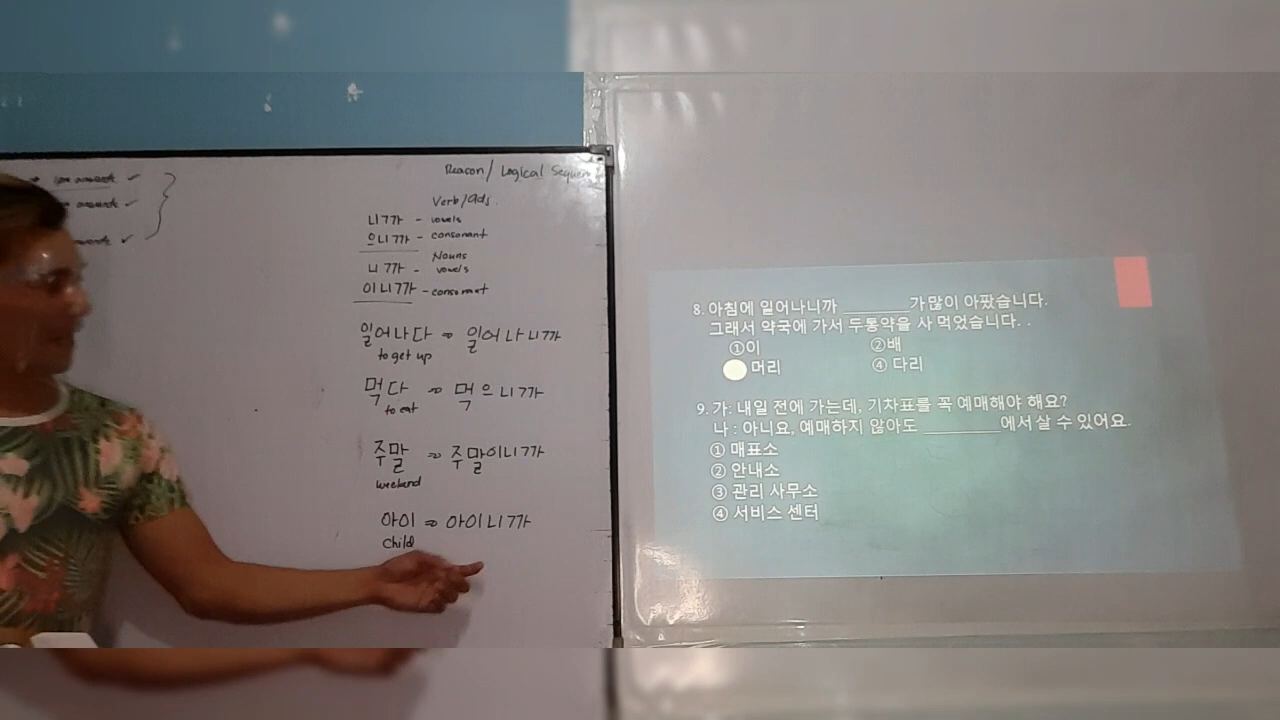 Reason/ Logical Sequen
Verb/Adj.
니까 - vowels
으니까 - consonant
Nouns
니까 - vowels
이니까 - consonant
일어나다 ⇒ 일어나니까
to get up
먹다 ⇒ 먹으니까
to eat
주말 ⇒ 주말이니까
weekend
아이 ⇒ 아이니까
child
8. 아침에 일어나니까 ________가 많이 아팠습니다.
그래서 약국에 가서 두통약을 사 먹었습니다. .
①이 ②배
머리 ④ 다리
9. 가: 내일 전에 가는데, 기차표를 꼭 예매해야 해요?
나 : 아니요, 예매하지 않아도 _________에서 살 수 있어요.
① 매표소
② 안내소
③ 관리 사무소
④ 서비스 센터